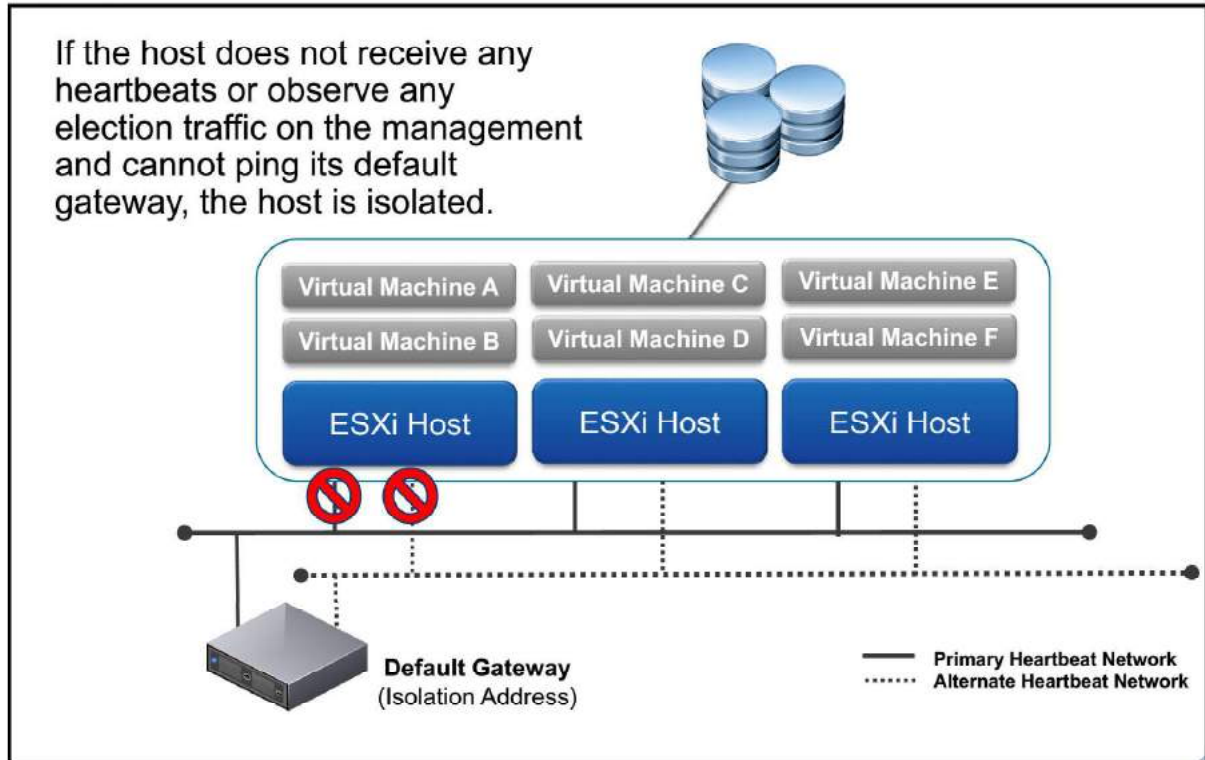 If the host does not receive any
heartbeats or observe any
election traffic on the management
and cannot ping its default
gateway, the host is isolated.
Virtual Machine A
Virtual Machine C
Virtual Machine E
Virtual Machine B
Virtual Machine D
Virtual Machine F
ESXi Host
ESXi Host
ESXi Host
Default Gateway
(Isolation Address)
Primary Heartbeat Network
Alternate Heartbeat Network